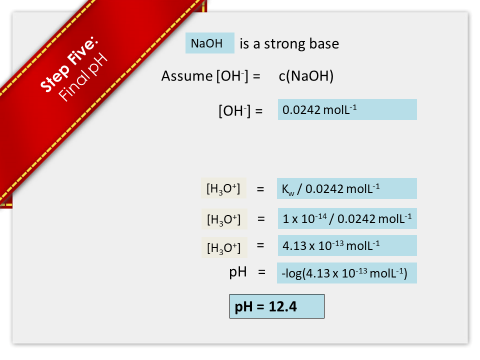 Step Five:
Final pH
NaOH is a strong base
Assume [OH⁻] = c(NaOH)
[OH⁻] = 0.0242 molL⁻¹
[H₃O⁺] = Kw / 0.0242 molL⁻¹
[H₃O⁺] = 1 x 10⁻¹⁴ / 0.0242 molL⁻¹
[H₃O⁺] = 4.13 x 10⁻¹³ molL⁻¹
pH = -log(4.13 x 10⁻¹³ molL⁻¹)
pH = 12.4